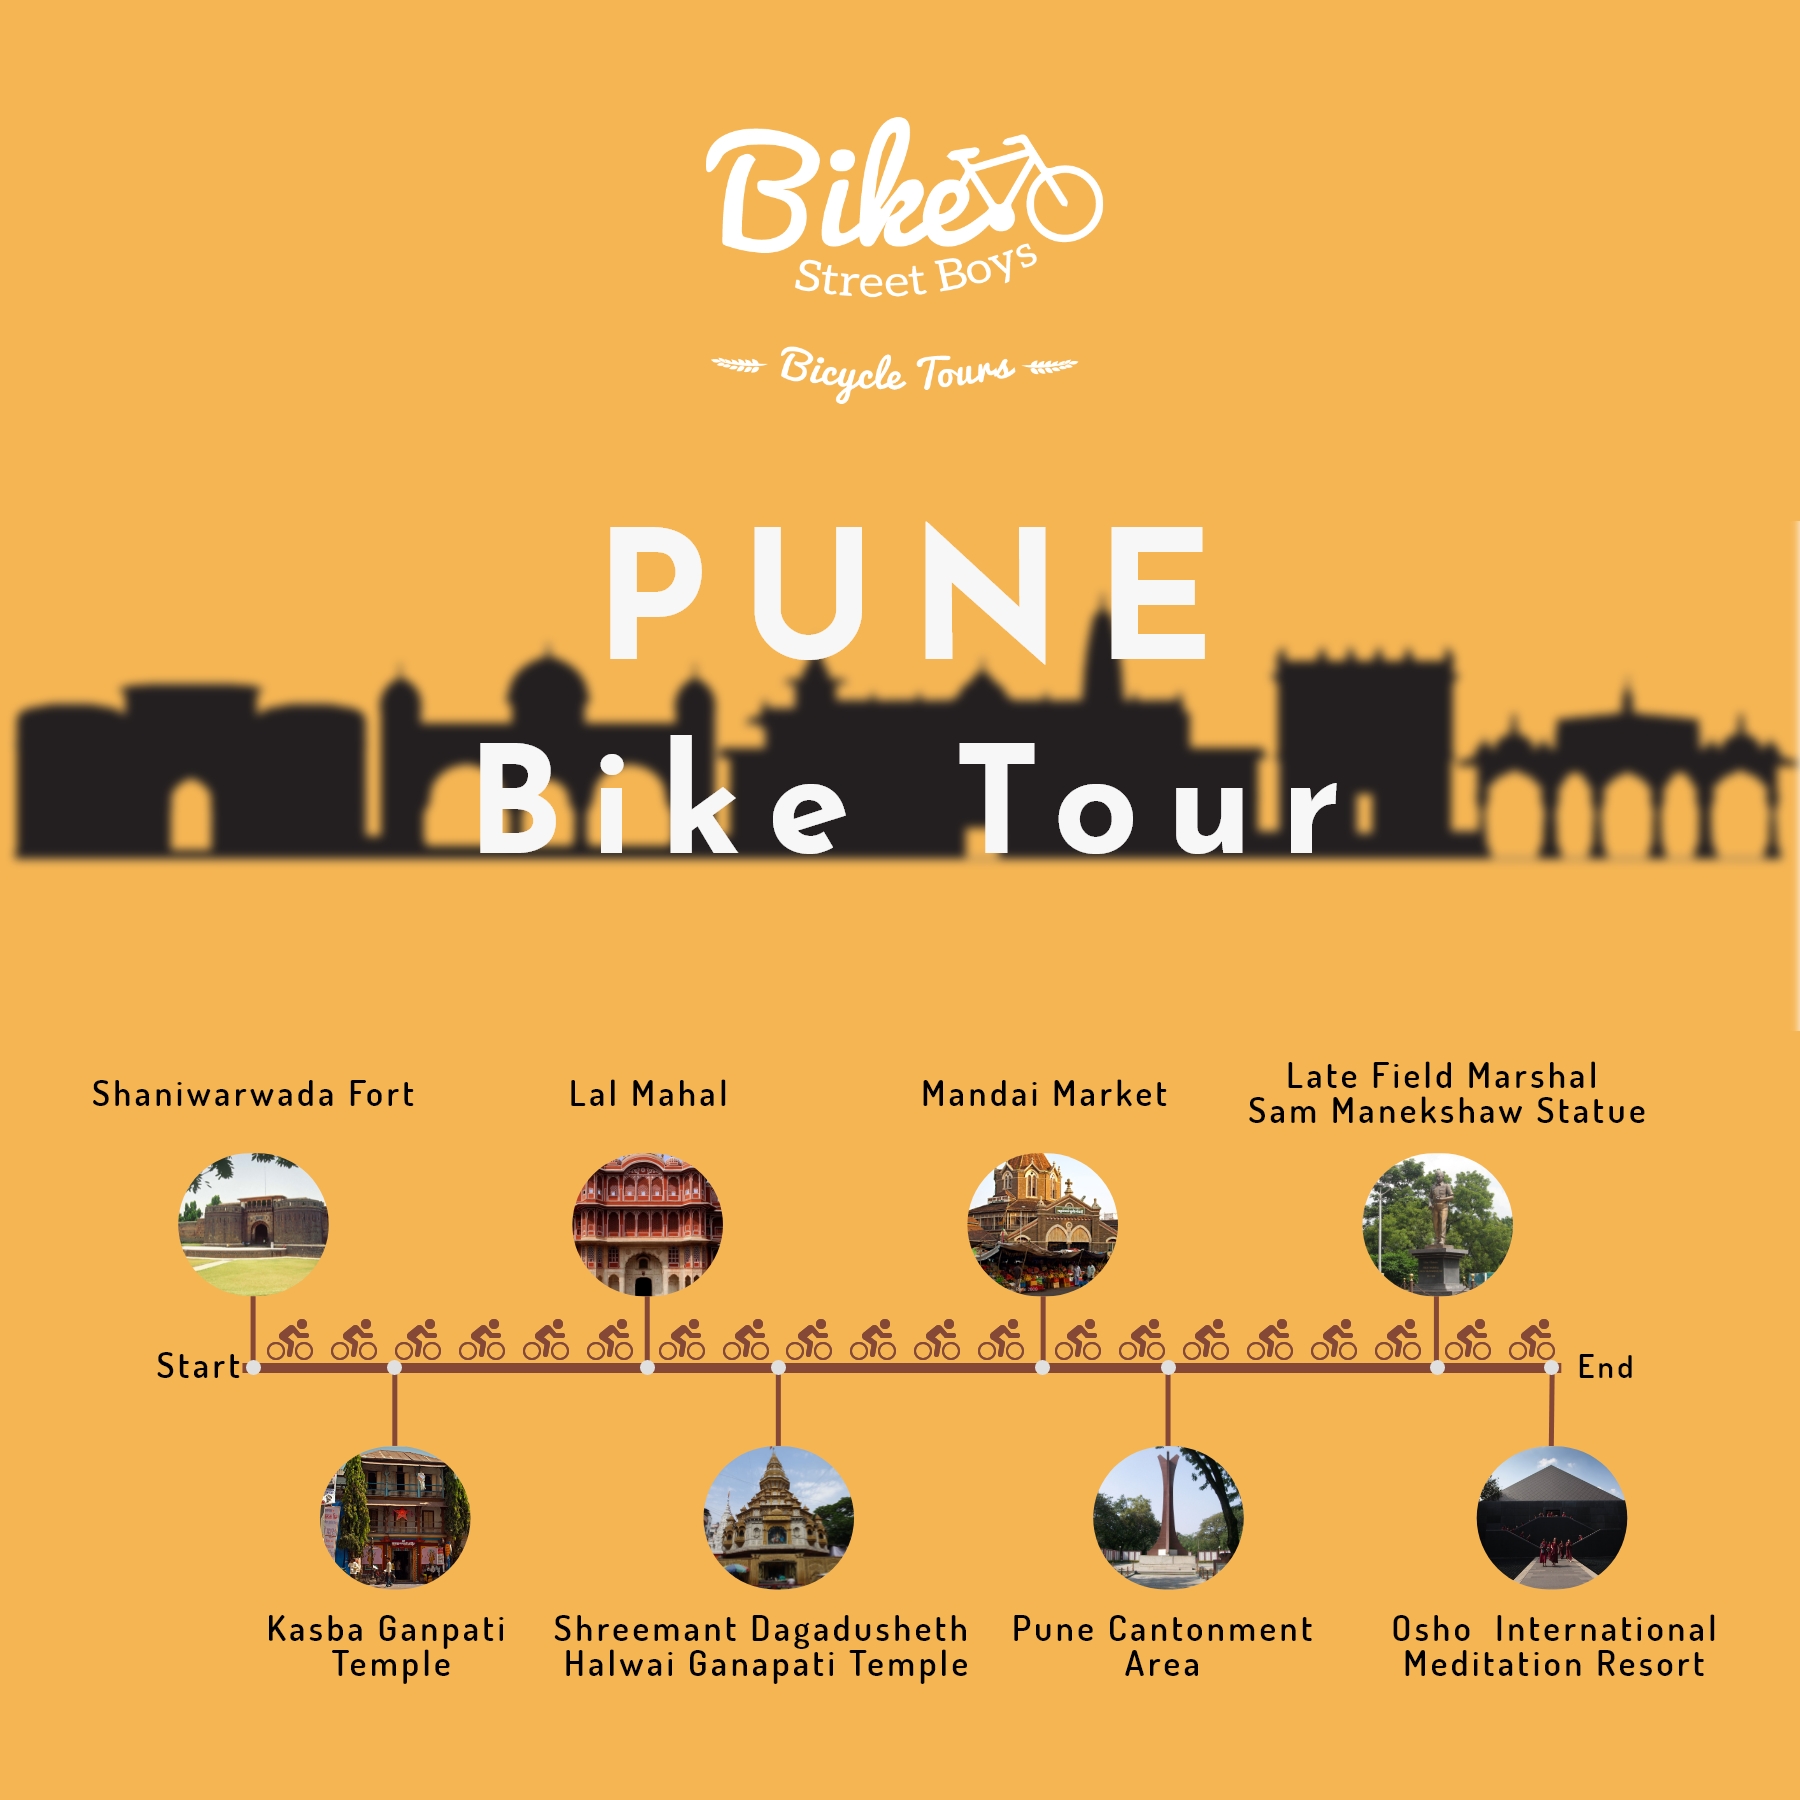 Bike
Street Boys
Bicycle Tours
PUNE
Bike Tour
Shaniwarwada Fort
Lal Mahal
Mandai Market
Late Field Marshal
Sam Manekshaw Statue
Start
End
Kasba Ganpati
Temple
Shreemant Dagadusheth
Halwai Ganapati Temple
Pune Cantonment
Area
Osho International
Meditation Resort